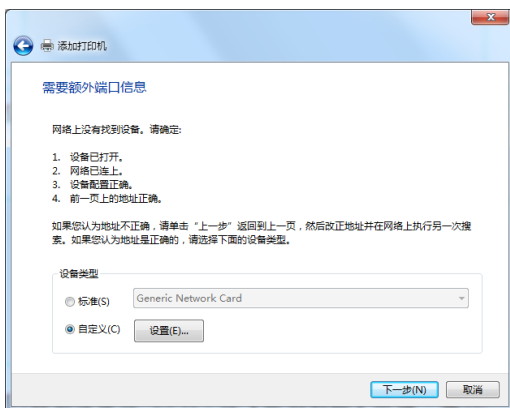 添加打印机
需要额外端口信息
网络上没有找到设备。请确定:
1. 设备已打开。
2. 网络已连上。
3. 设备配置正确。
4. 前一页上的地址正确。
如果您认为地址不正确，请单击“上一步”返回到上一页，然后改正地址并在网络上执行另一次搜
索。如果您认为地址是正确的，请选择下面的设备类型。
设备类型
标准(S) Generic Network Card
自定义(C) 设置(E)...
下一步(N) 取消